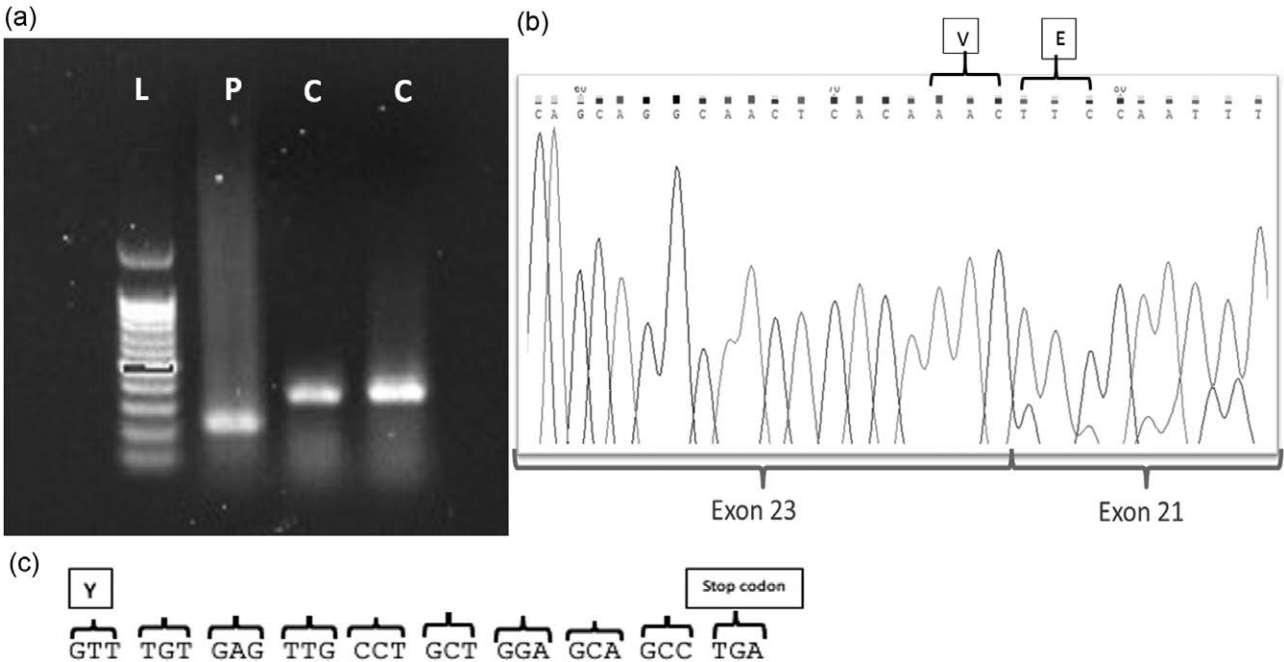 (a)
L P C C
(b)
V E
60 70 80
C A G C A G G C A A C T C A C A A A C T T C C A A T T T
Exon 23 Exon 21
(c)
Y Stop codon
GTT TGT GAG TTG CCT GCT GGA GCA GCC TGA